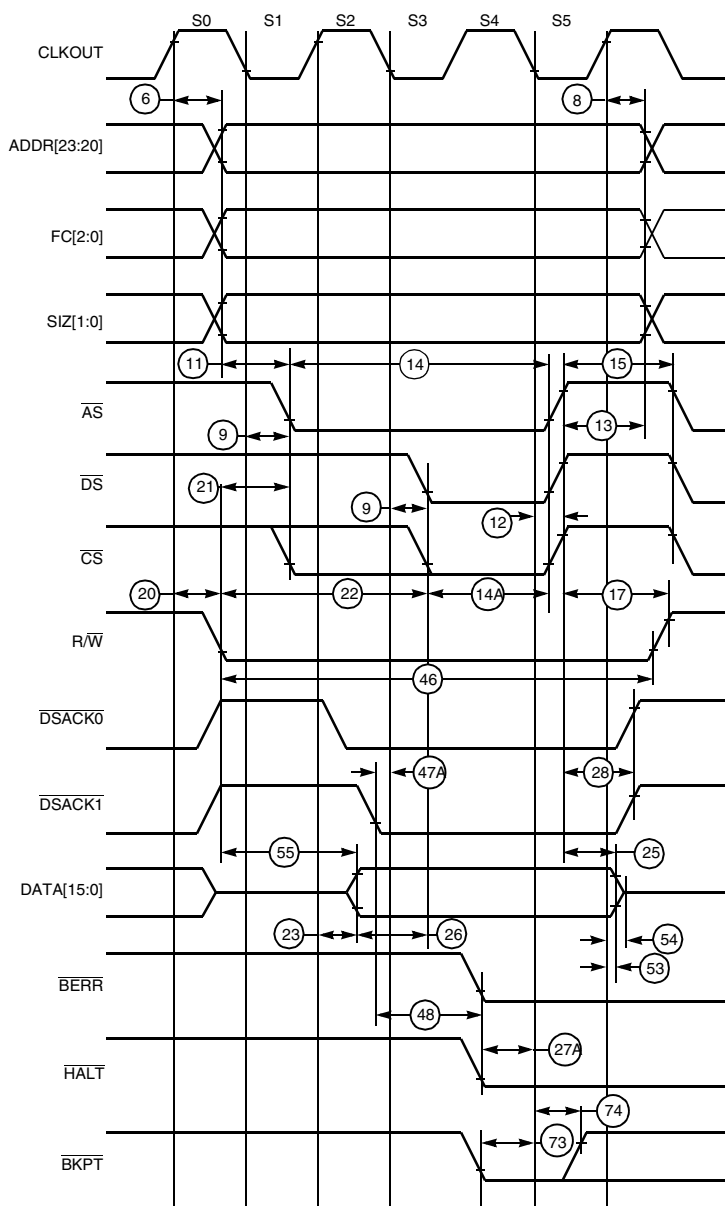 S0 S1 S2 S3 S4 S5
CLKOUT
6 8
ADDR[23:20]
FC[2:0]
SIZ[1:0]
11 14 15
AS
9 13
DS
21 9 12
CS
20 22 14A 17
R/W
46
DSACK0
47A 28
DSACK1
55 25
DATA[15:0]
23 26 54
53
BERR
48
27A
HALT
74
73
BKPT